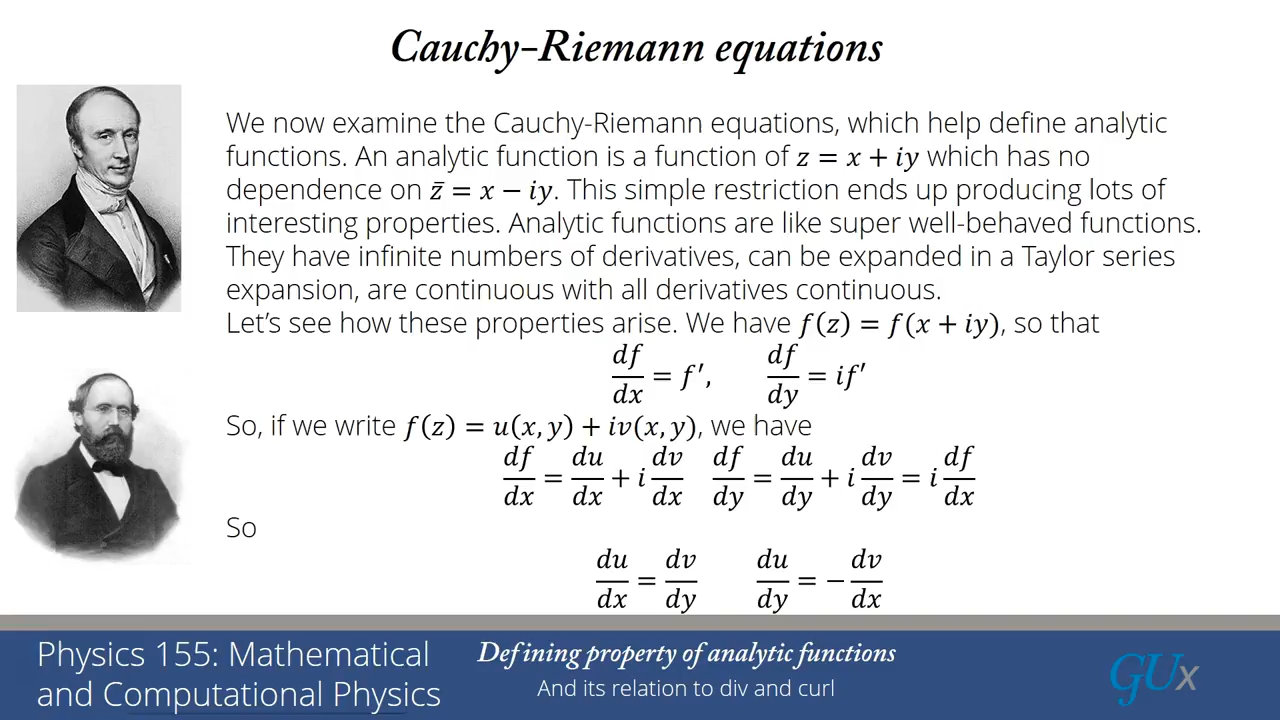 Cauchy-Riemann equations
We now examine the Cauchy-Riemann equations, which help define analytic
functions. An analytic function is a function of z = x + iy which has no
dependence on z̄ = x − iy. This simple restriction ends up producing lots of
interesting properties. Analytic functions are like super well-behaved functions.
They have infinite numbers of derivatives, can be expanded in a Taylor series
expansion, are continuous with all derivatives continuous.
Let's see how these properties arise. We have f(z) = f(x + iy), so that
df/dx = f′, df/dy = if′
So, if we write f(z) = u(x, y) + iv(x, y), we have
df/dx = du/dx + i dv/dx df/dy = du/dy + i dv/dy = i df/dx
So
du/dx = dv/dy du/dy = − dv/dx
Physics 155: Mathematical
and Computational Physics
Defining property of analytic functions
And its relation to div and curl
GUx